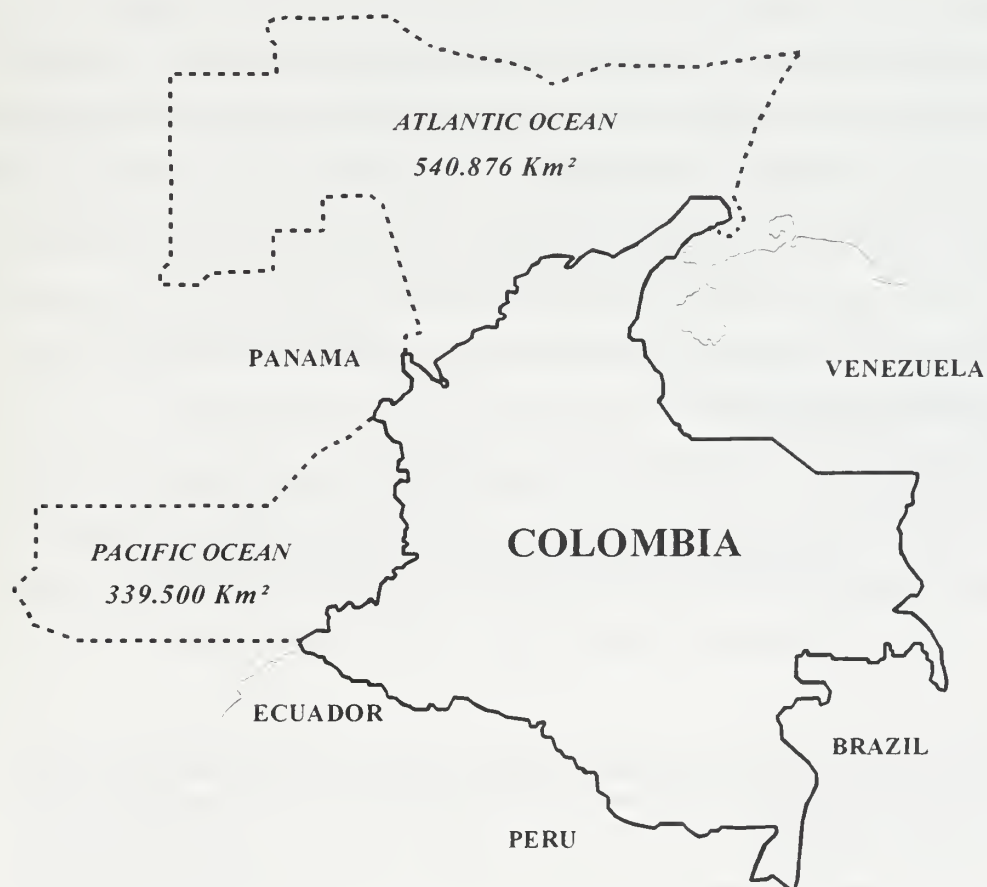 ATLANTIC OCEAN
540.876 Km²
PANAMA
VENEZUELA
COLOMBIA
PACIFIC OCEAN
339.500 Km²
ECUADOR
BRAZIL
PERU